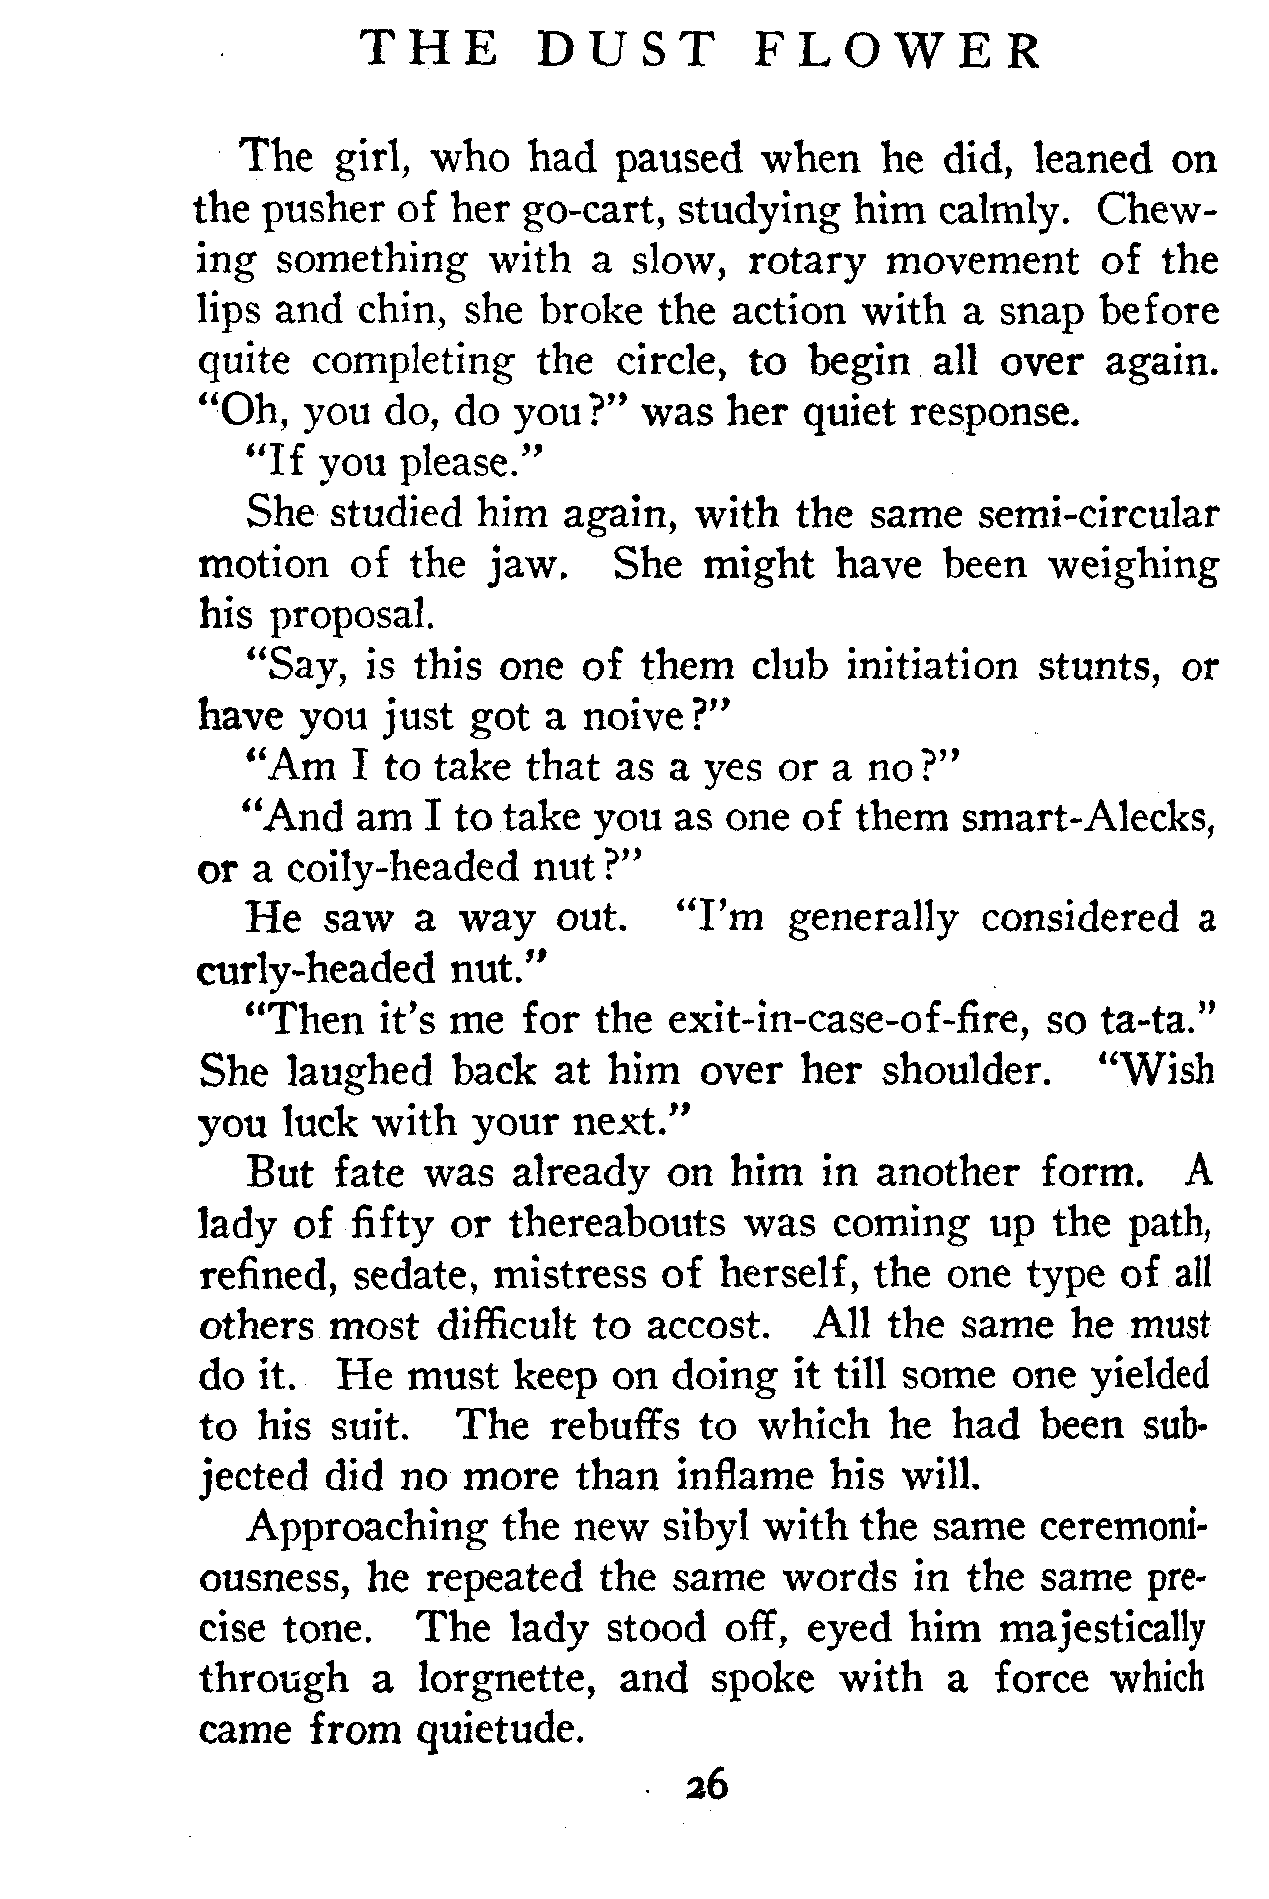 THE DUST FLOWER
The girl, who had paused when he did, leaned on
the pusher of her go-cart, studying him calmly. Chew-
ing something with a slow, rotary movement of the
lips and chin, she broke the action with a snap before
quite completing the circle, to begin all over again.
"Oh, you do, do you?" was her quiet response.
"If you please."
She studied him again, with the same semi-circular
motion of the jaw. She might have been weighing
his proposal.
"Say, is this one of them club initiation stunts, or
have you just got a noive?"
"Am I to take that as a yes or a no?"
"And am I to take you as one of them smart-Alecks,
or a coily-headed nut?"
He saw a way out. "I'm generally considered a
curly-headed nut."
"Then it's me for the exit-in-case-of-fire, so ta-ta."
She laughed back at him over her shoulder. "Wish
you luck with your next."
But fate was already on him in another form. A
lady of fifty or thereabouts was coming up the path,
refined, sedate, mistress of herself, the one type of all
others most difficult to accost. All the same he must
do it. He must keep on doing it till some one yielded
to his suit. The rebuffs to which he had been sub-
jected did no more than inflame his will.
Approaching the new sibyl with the same ceremoni-
ousness, he repeated the same words in the same pre-
cise tone. The lady stood off, eyed him majestically
through a lorgnette, and spoke with a force which
came from quietude.
26